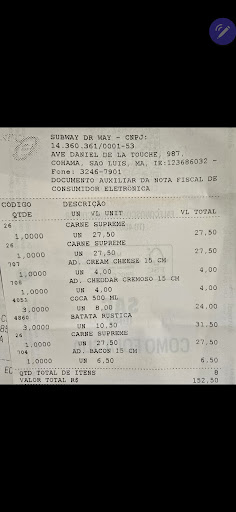 SUBWAY DR WAY - CNPJ:
14.360.361/0001-53
AVE DANIEL DE LA TOUCHE, 987,
COHAMA, SAO LUIS, MA, IE:123686032 -
Fone: 3246-7901
DOCUMENTO AUXILIAR DA NOTA FISCAL DE
CONSUMIDOR ELETRONICA
CODIGO DESCRIÇÃO
QTDE UN VL UNIT VL TOTAL
26 CARNE SUPREME
1,0000 UN 27,50 27,50
26 CARNE SUPREME
1,0000 UN 27,50 27,50
707 AD. CREAM CHEESE 15 CM
1,0000 UN 4,00 4,00
708 AD. CHEDDAR CREMOSO 15 CM
1,0000 UN 4,00 4,00
4053 COCA 500 ML
3,0000 UN 8,00 24,00
4860 BATATA RUSTICA
3,0000 UN 10,50 31,50
26 CARNE SUPREME
1,0000 UN 27,50 27,50
704 AD. BACON 15 CM
1,0000 UN 6,50 6,50
QTD TOTAL DE ITENS 8
VALOR TOTAL R$ 152,50